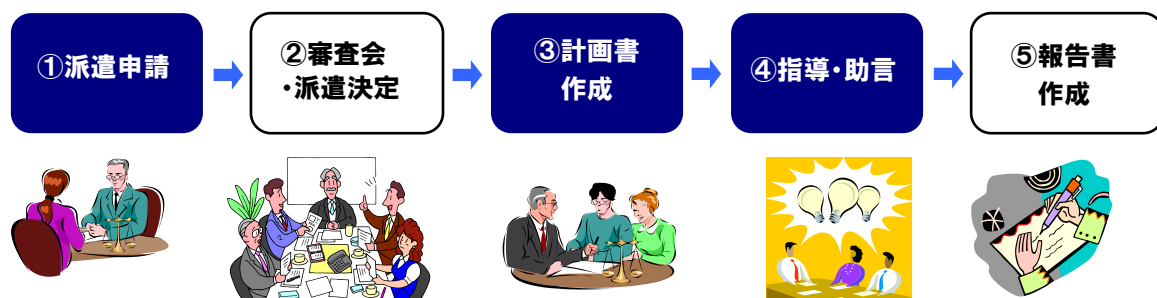 ①派遣申請
②審査会
・派遣決定
③計画書
作成
④指導・助言
⑤報告書
作成